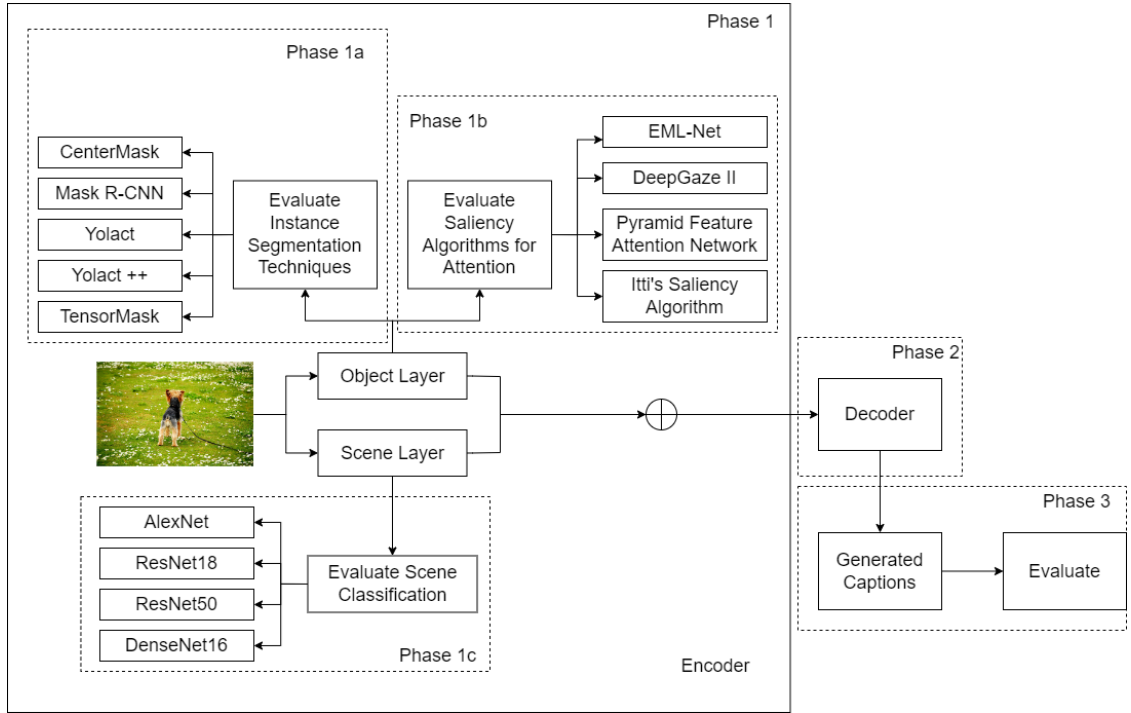 Phase 1
Phase 1a
Phase 1b
CenterMask
Mask R-CNN
Yolact
Yolact ++
TensorMask
Evaluate
Instance
Segmentation
Techniques
Evaluate
Saliency
Algorithms for
Attention
EML-Net
DeepGaze II
Pyramid Feature
Attention Network
Itti's Saliency
Algorithm
Object Layer
Scene Layer
Phase 2
Decoder
AlexNet
ResNet18
ResNet50
DenseNet16
Evaluate Scene
Classification
Phase 1c
Encoder
Phase 3
Generated
Captions
Evaluate